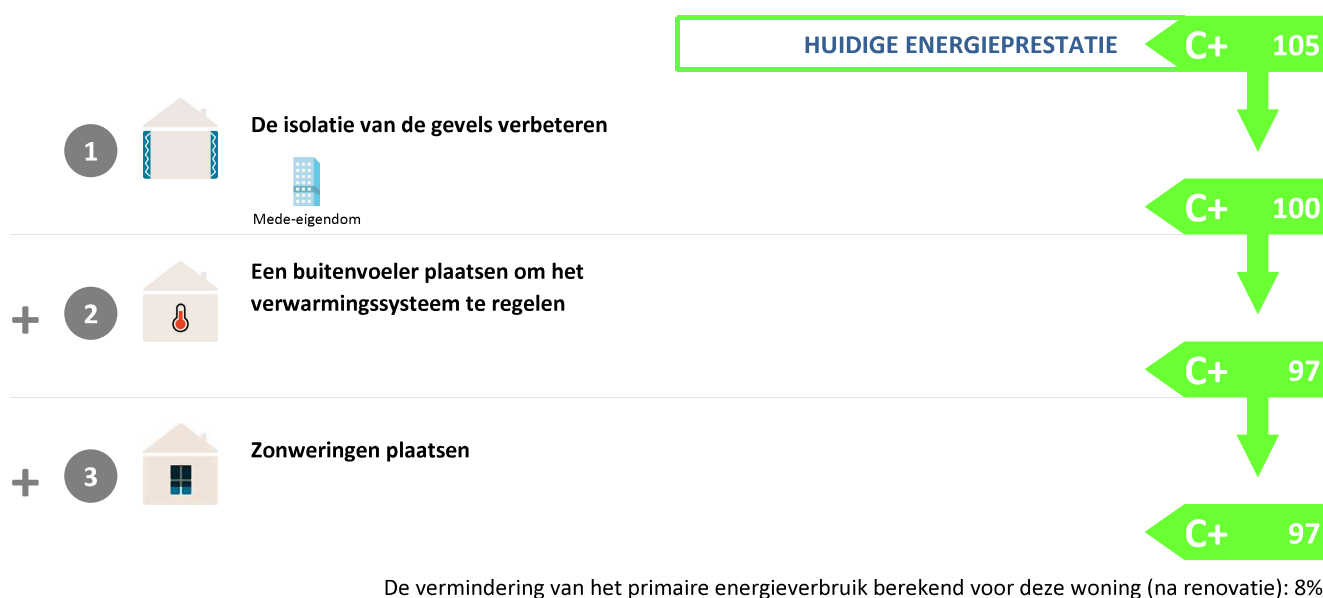 HUIDIGE ENERGIEPRESTATIE C+ 105
1 De isolatie van de gevels verbeteren
Mede-eigendom
C+ 100
+ 2 Een buitenvoeler plaatsen om het
verwarmingssysteem te regelen
C+ 97
+ 3 Zonweringen plaatsen
C+ 97
De vermindering van het primaire energieverbruik berekend voor deze woning (na renovatie): 8%